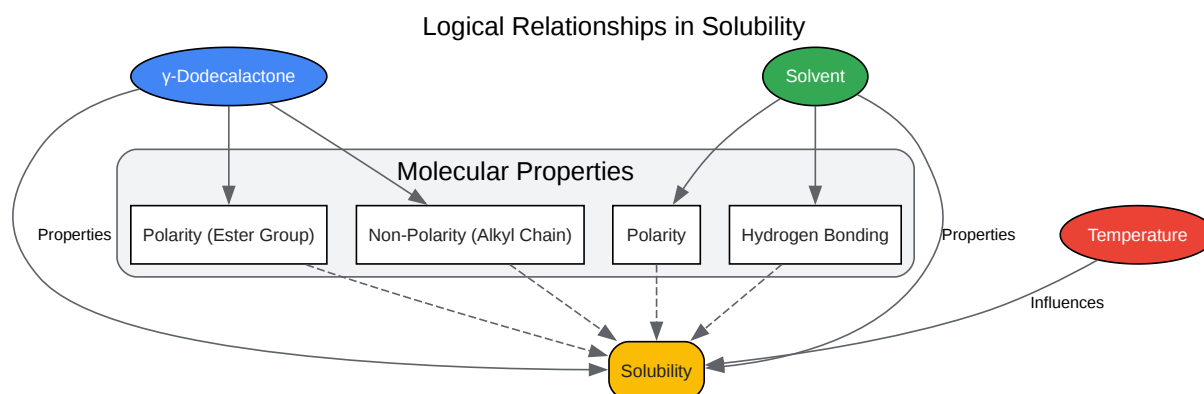 Logical Relationships in Solubility
γ-Dodecalactone
Solvent
Molecular Properties
Polarity (Ester Group)
Non-Polarity (Alkyl Chain)
Polarity
Hydrogen Bonding
Properties
Properties
Temperature
Influences
Solubility